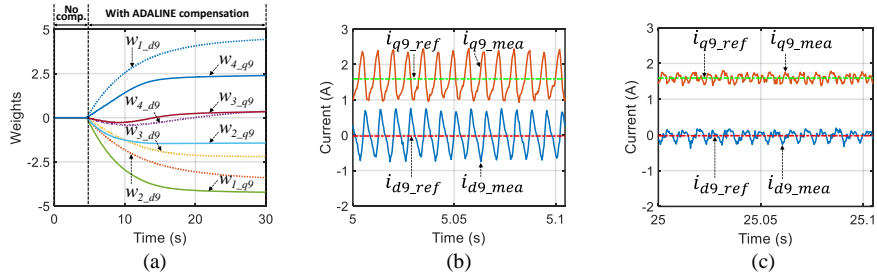 No comp.
With ADALINE compensation
5
2.5
0
-2.5
-5
Weights
w1_d9
w4_q9
w4_d9
w3_q9
w3_d9
w2_q9
w2_d9
w1_q9
0
10
20
30
Time (s)
(a)
3
2
1
0
-1
-2
Current (A)
iq9_ref
iq9_mea
id9_ref
id9_mea
5
5.05
5.1
Time (s)
(b)
3
2
1
0
-1
-2
Current (A)
iq9_ref
iq9_mea
id9_ref
id9_mea
25
25.05
25.1
Time (s)
(c)